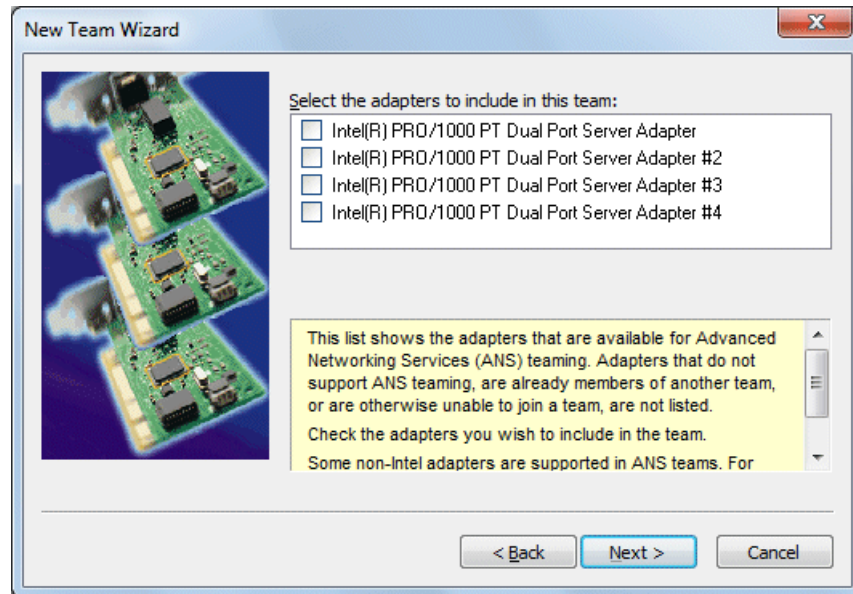 New Team Wizard
Select the adapters to include in this team:
Intel(R) PRO/1000 PT Dual Port Server Adapter
Intel(R) PRO/1000 PT Dual Port Server Adapter #2
Intel(R) PRO/1000 PT Dual Port Server Adapter #3
Intel(R) PRO/1000 PT Dual Port Server Adapter #4
This list shows the adapters that are available for Advanced
Networking Services (ANS) teaming. Adapters that do not
support ANS teaming, are already members of another team,
or are otherwise unable to join a team, are not listed.
Check the adapters you wish to include in the team.
Some non-Intel adapters are supported in ANS teams. For
< Back
Next >
Cancel